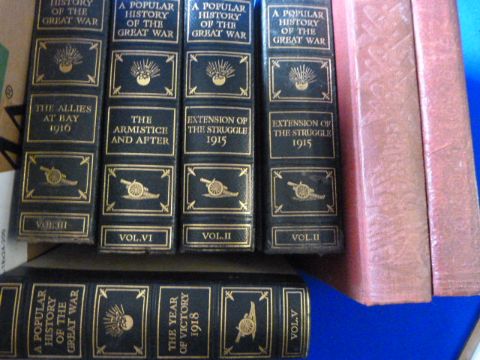 HISTORY
OF THE
GREAT WAR
THE ALLIES
AT BAY
1916
VOL.III
A POPULAR
HISTORY
OF THE
GREAT WAR
THE
ARMISTICE
AND AFTER
VOL.VI
A POPULAR
HISTORY
OF THE
GREAT WAR
EXTENSION OF
THE STRUGGLE
1915
VOL.II
A POPULAR
HISTORY
OF THE
GREAT WAR
EXTENSION OF
THE STRUGGLE
1915
VOL.II
A POPULAR
HISTORY
OF THE
GREAT WAR
THE YEAR
OF VICTORY
1918
VOL.V